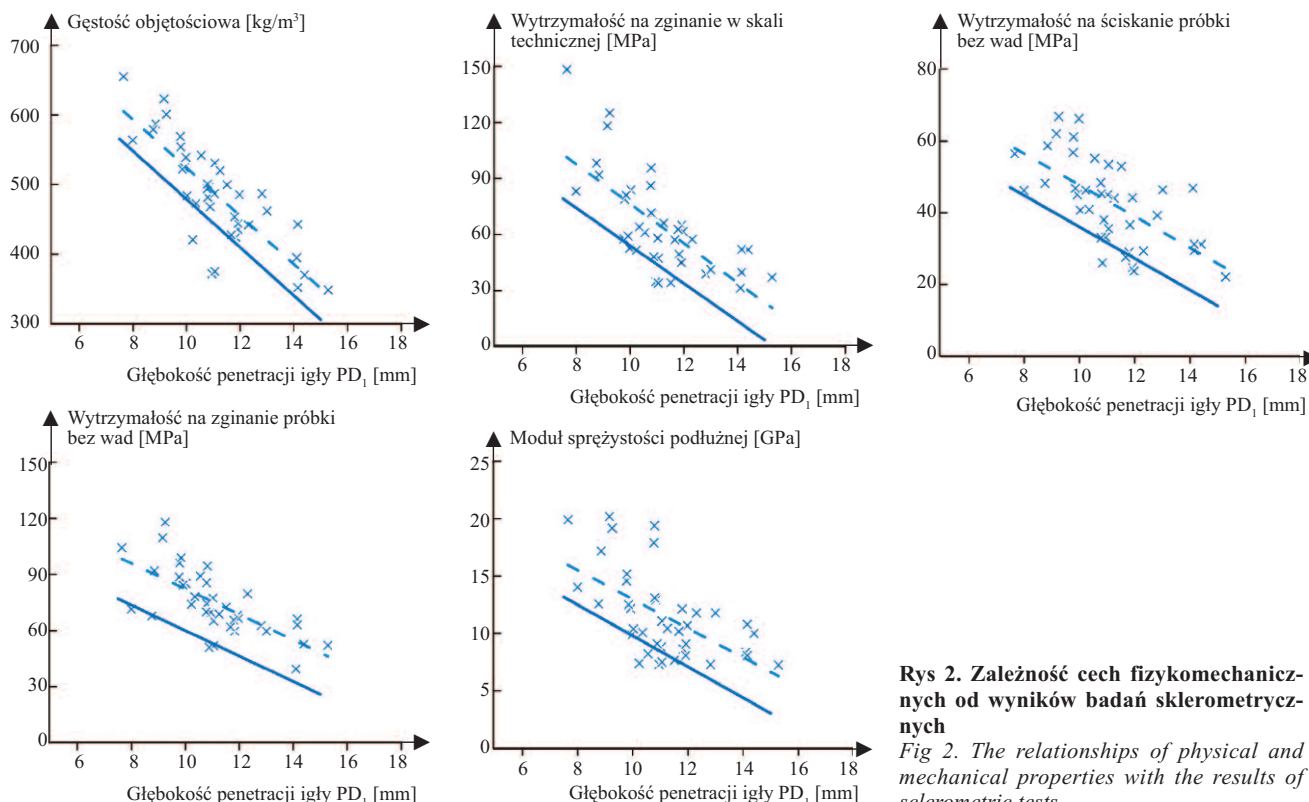 Gęstość objętościowa [kg/m³]
700
600
500
400
300
6 8 10 12 14 16 18
Głębokość penetracji igły PD₁ [mm]
Wytrzymałość na zginanie w skali
technicznej [MPa]
150
120
90
60
30
0
6 8 10 12 14 16 18
Głębokość penetracji igły PD₁ [mm]
Wytrzymałość na ściskanie próbki
bez wad [MPa]
80
60
40
20
0
6 8 10 12 14 16 18
Głębokość penetracji igły PD₁ [mm]
Wytrzymałość na zginanie próbki
bez wad [MPa]
150
120
90
60
30
0
6 8 10 12 14 16 18
Głębokość penetracji igły PD₁ [mm]
Moduł sprężystości podłużnej [GPa]
25
20
15
10
5
0
6 8 10 12 14 16 18
Głębokość penetracji igły PD₁ [mm]
Rys 2. Zależność cech fizykomechanicz-
nych od wyników badań sklerometrycz-
nych
Fig 2. The relationships of physical and
mechanical properties with the results of
sclerometric tests